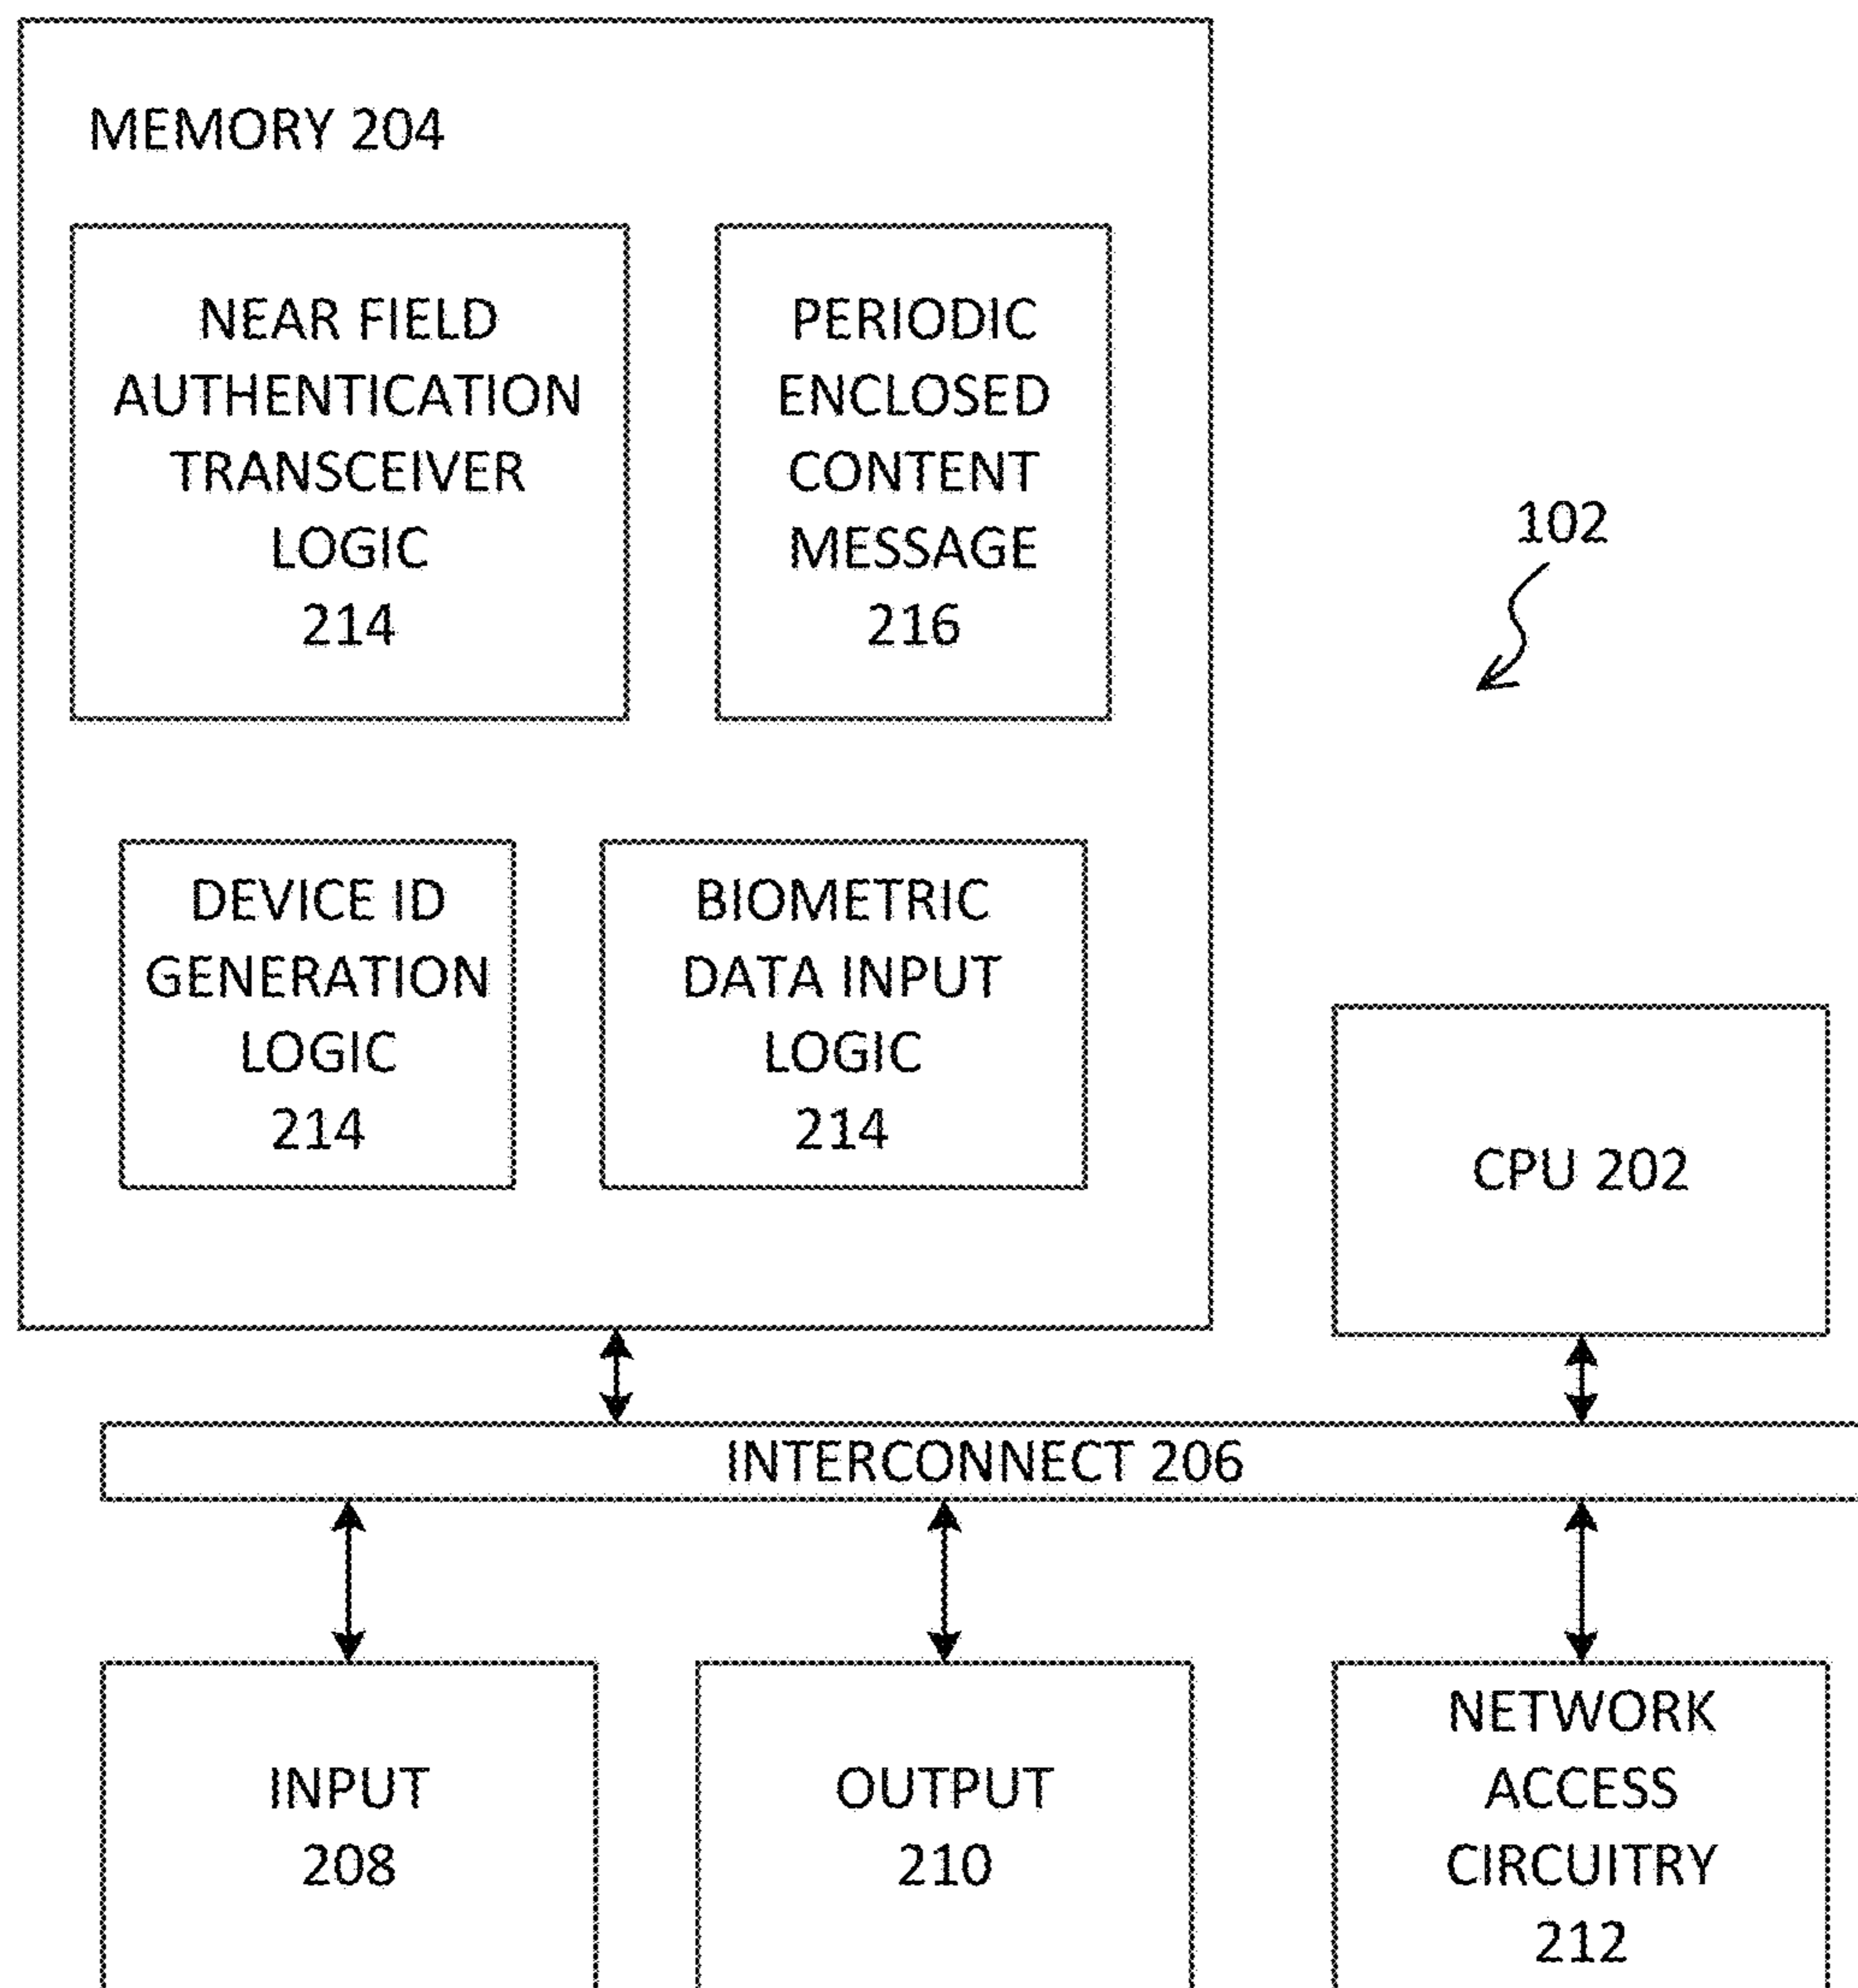 MEMORY 204
NEAR FIELD
AUTHENTICATION
TRANSCEIVER
LOGIC
214
PERIODIC
ENCLOSED
CONTENT
MESSAGE
216
102
DEVICE ID
GENERATION
LOGIC
214
BIOMETRIC
DATA INPUT
LOGIC
214
CPU 202
INTERCONNECT 206
INPUT
208
OUTPUT
210
NETWORK
ACCESS
CIRCUITRY
212